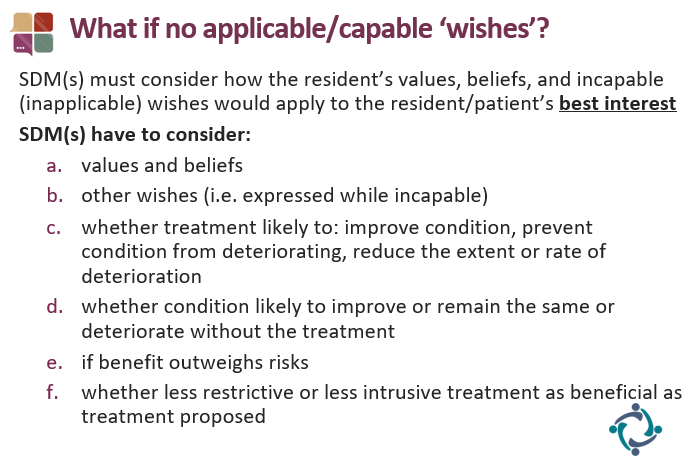 What if no applicable/capable ‘wishes’?
SDM(s) must consider how the resident’s values, beliefs, and incapable
(inapplicable) wishes would apply to the resident/patient’s best interest
SDM(s) have to consider:
a. values and beliefs
b. other wishes (i.e. expressed while incapable)
c. whether treatment likely to: improve condition, prevent
condition from deteriorating, reduce the extent or rate of
deterioration
d. whether condition likely to improve or remain the same or
deteriorate without the treatment
e. if benefit outweighs risks
f. whether less restrictive or less intrusive treatment as beneficial as
treatment proposed